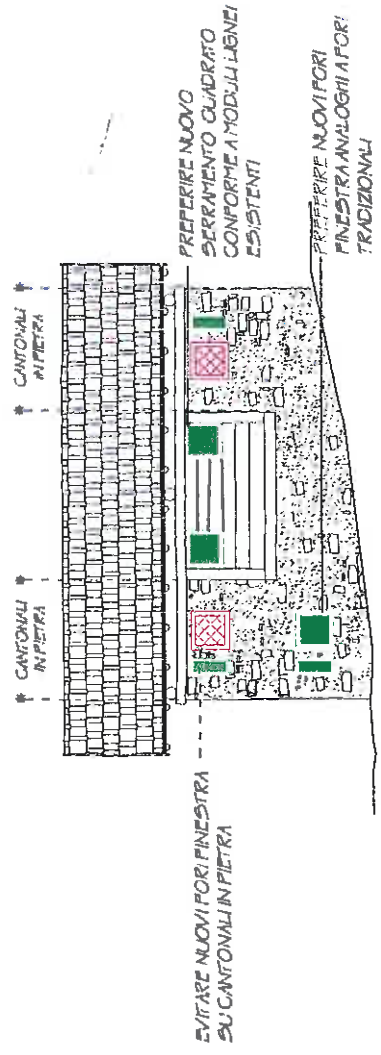 * CANTONALI
IN PIETRA
* CANTONALI
IN PIETRA
EVITARE NUOVI FORI FINESTRA
SU CANTONALI IN PIETRA
PREFERIRE NUOVO
SERRAMENTO QUADRATO
CONFORME A MODULI LIGNEI
ESISTENTI
PREFERIRE NUOVI FORI
FINESTRA ANALOGHI A FORI
TRADIZIONALI